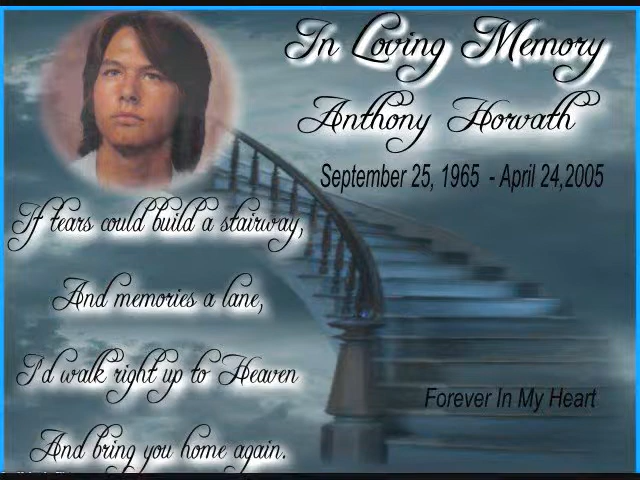 In Loving Memory
Anthony Horvath
September 25, 1965 - April 24,2005
If tears could build a stairway,
And memories a lane,
I'd walk right up to Heaven
And bring you home again.
Forever In My Heart